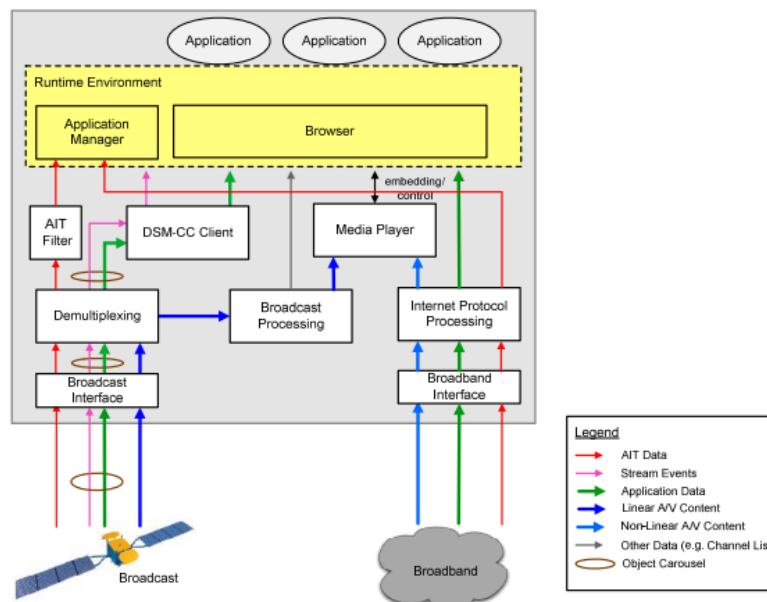 Application
Application
Application
Runtime Environment
Application
Manager
Browser
embedding/
control
AIT
Filter
DSM-CC Client
Media Player
Demultiplexing
Broadcast
Processing
Internet Protocol
Processing
Broadcast
Interface
Broadband
Interface
Broadcast
Broadband
Legend
AIT Data
Stream Events
Application Data
Linear A/V Content
Non-Linear A/V Content
Other Data (e.g. Channel Lis
Object Carousel